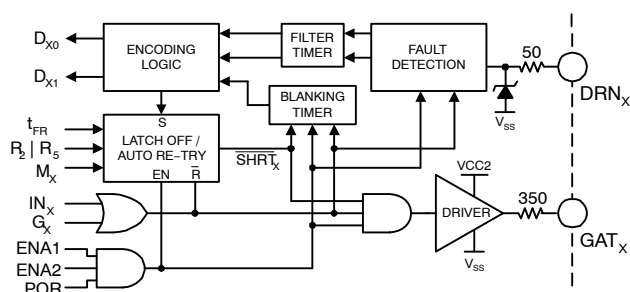 D_X0
ENCODING
LOGIC
FILTER
TIMER
FAULT
DETECTION
50
DRN_X
D_X1
V_SS
BLANKING
TIMER
S
t_FR
R_2 | R_5
M_X
LATCH OFF /
AUTO RE-TRY
EN R̅
S̅H̅R̅T̅_X
IN_X
G_X
VCC2
DRIVER
350
GAT_X
V_SS
ENA1
ENA2
POR